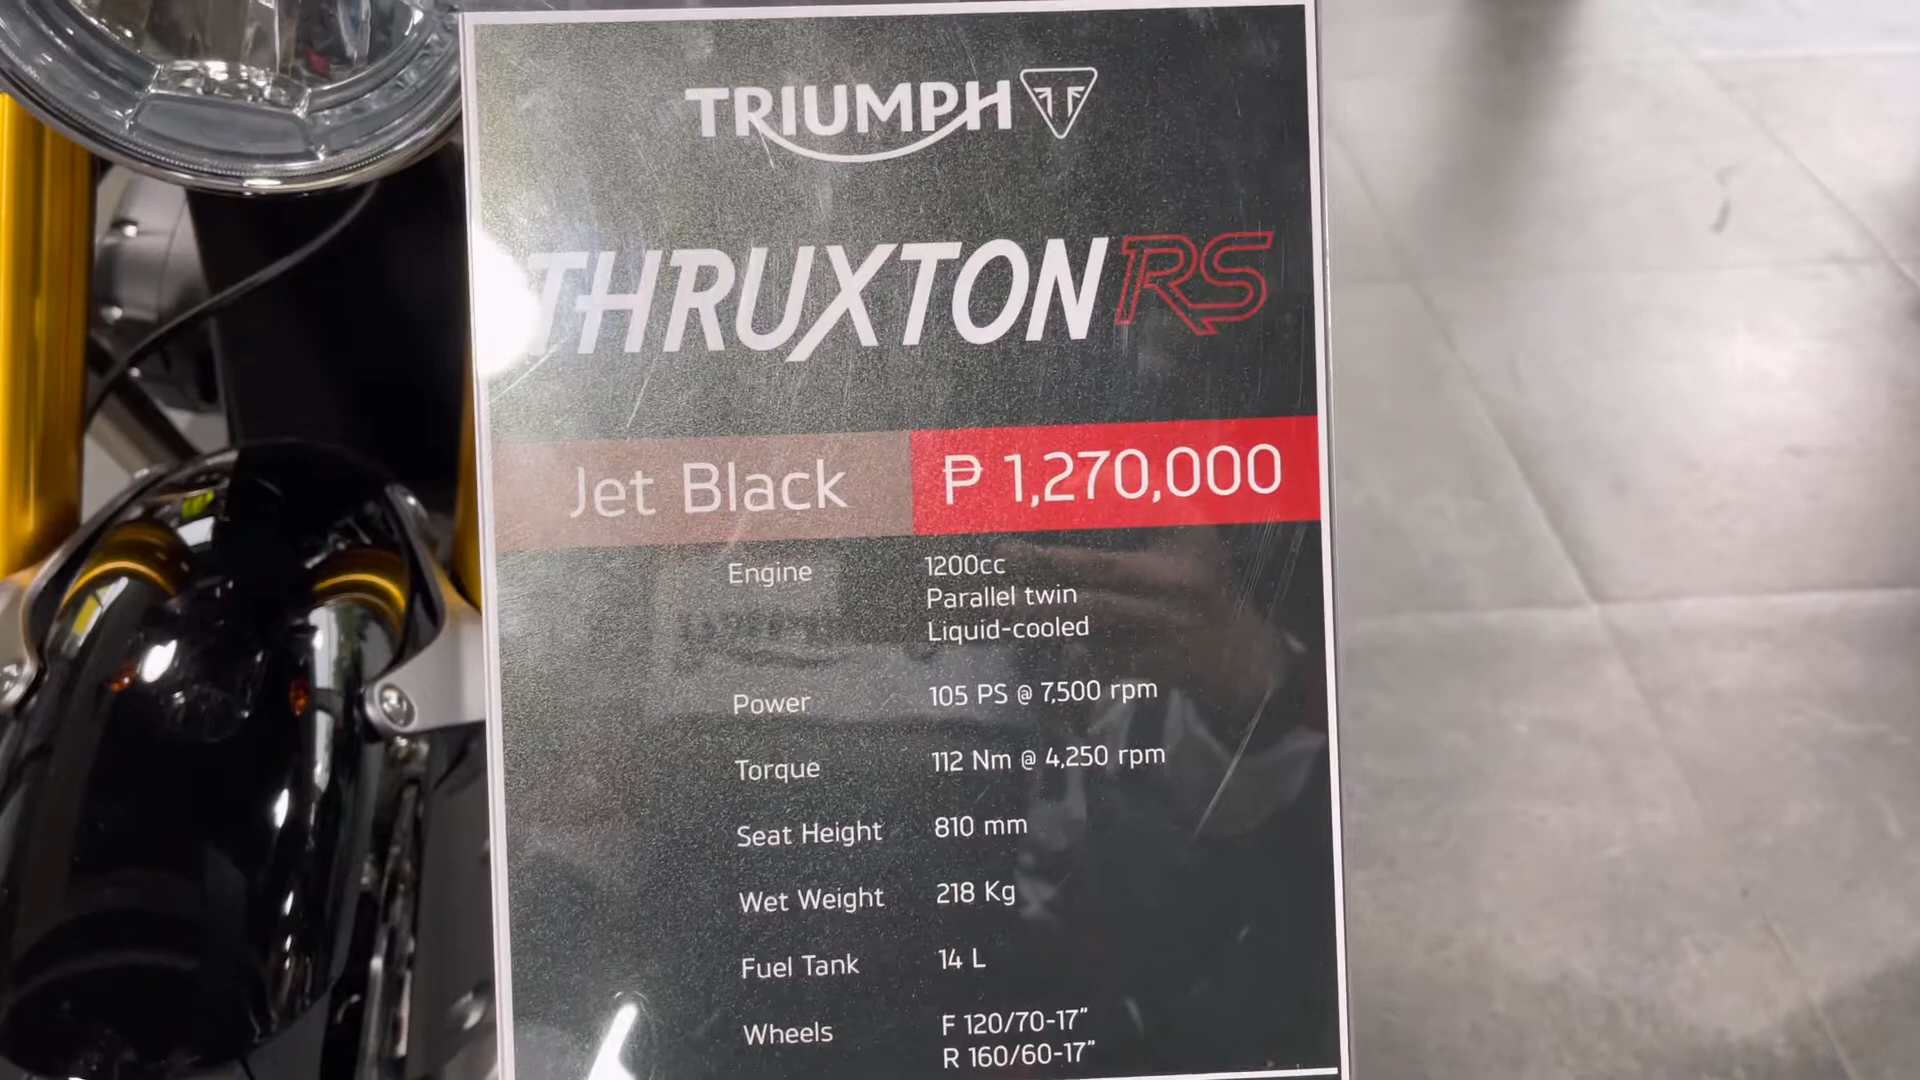 TRIUMPH
THRUXTON RS
Jet Black ₱ 1,270,000
Engine 1200cc
Parallel twin
Liquid-cooled
Power 105 PS @ 7,500 rpm
Torque 112 Nm @ 4,250 rpm
Seat Height 810 mm
Wet Weight 218 Kg
Fuel Tank 14 L
Wheels F 120/70-17”
R 160/60-17”